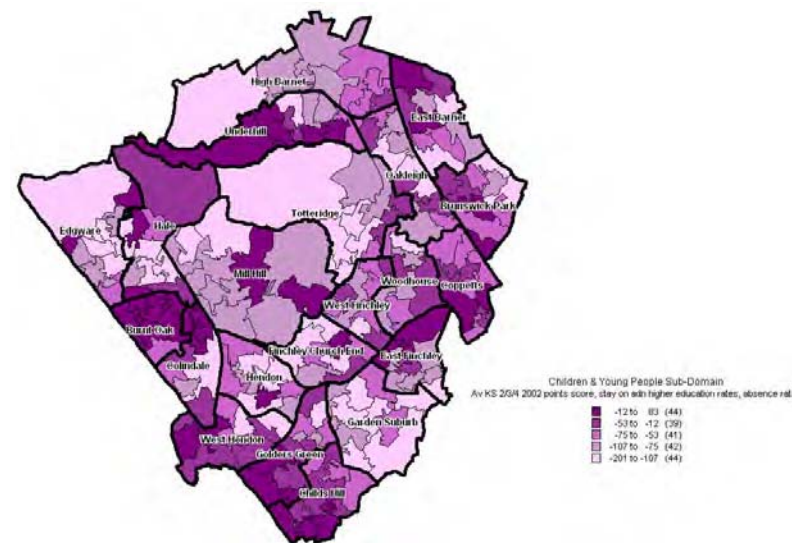 High Barnet
East Barnet
Underhill
Oakleigh
Brunswick Park
Totteridge
Edgware
Hale
Mill Hill
Woodhouse
Coppetts
West Finchley
Burnt Oak
Finchley Church End
East Finchley
Colindale
Hendon
Garden Suburb
West Hendon
Golders Green
Childs Hill
Children & Young People Sub-Domain
Av KS 2/3/4 2002 points score, stay on adn higher education rates, absence rat
-12 to 83 (44)
-53 to -12 (39)
-75 to -53 (41)
-107 to -75 (42)
-201 to -107 (44)